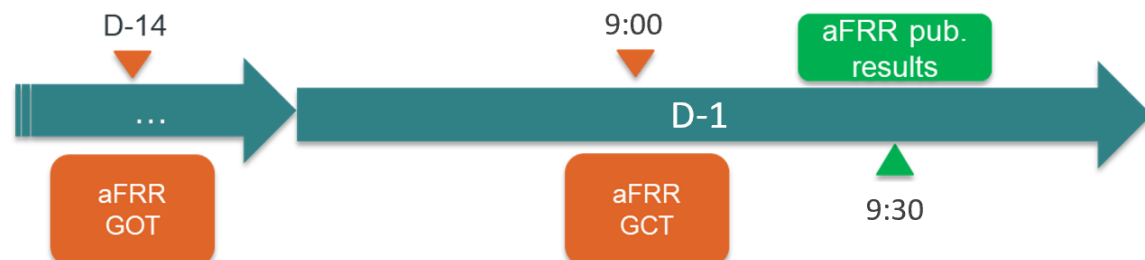 D-14
9:00
aFRR pub.
results
...
D-1
aFRR
GOT
aFRR
GCT
9:30